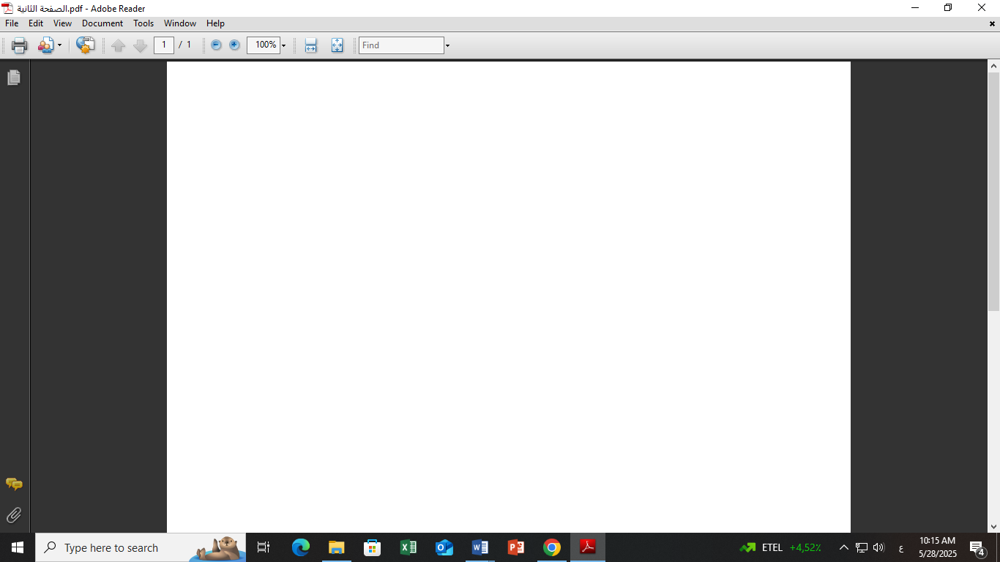 الصفحة الثانية.pdf - Adobe Reader
File Edit View Document Tools Window Help
1 / 1 100% Find
Type here to search
ETEL +4,52%
ع
10:15 AM
5/28/2025
4